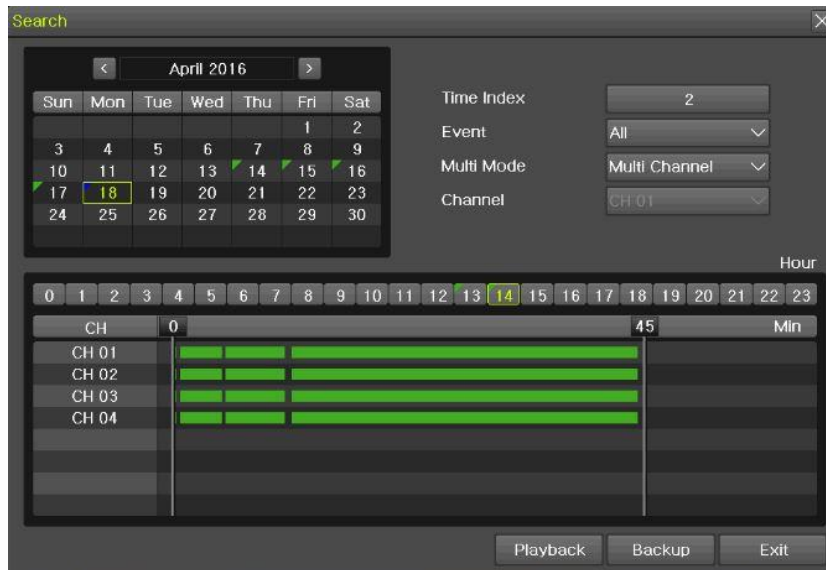 Search
< April 2016 >
Sun Mon Tue Wed Thu Fri Sat
1 2
3 4 5 6 7 8 9
10 11 12 13 14 15 16
17 18 19 20 21 22 23
24 25 26 27 28 29 30
Time Index 2
Event All
Multi Mode Multi Channel
Channel CH 01
Hour
0 1 2 3 4 5 6 7 8 9 10 11 12 13 14 15 16 17 18 19 20 21 22 23
CH 0 45 Min
CH 01
CH 02
CH 03
CH 04
Playback Backup Exit